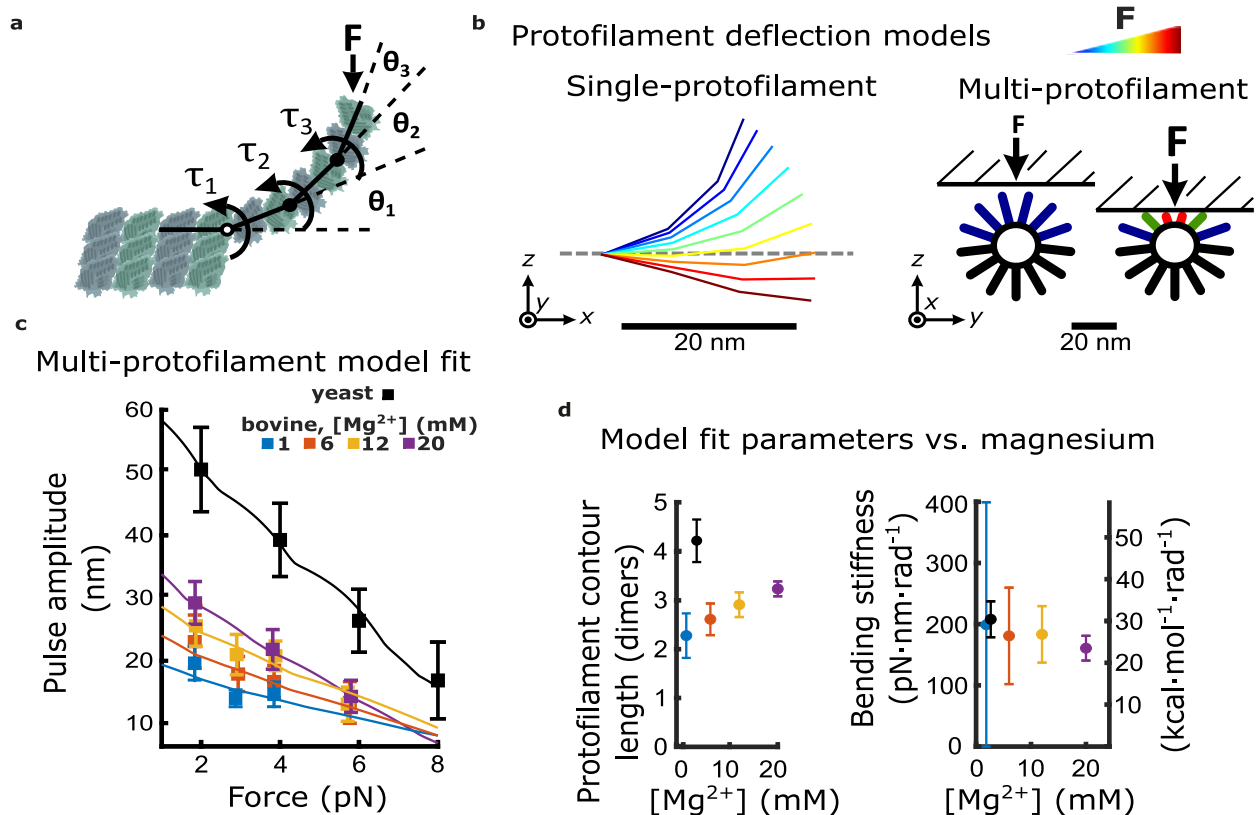 a
F
θ3
θ2
θ1
τ3
τ2
τ1
b
Protofilament deflection models
F
Single-protofilament
Multi-protofilament
F
F
z
y
x
20 nm
z
x
y
20 nm
c
Multi-protofilament model fit
yeast
bovine, [Mg2+] (mM)
1 6 12 20
Pulse amplitude
(nm)
60
50
40
30
20
10
2 4 6 8
Force (pN)
d
Model fit parameters vs. magnesium
Protofilament contour
length (dimers)
5
4
3
2
1
0
0 10 20
[Mg2+] (mM)
Bending stiffness
(pN·nm·rad-1)
400
300
200
100
0
0 10 20
[Mg2+] (mM)
50
40
30
20
10
(kcal·mol-1·rad-1)